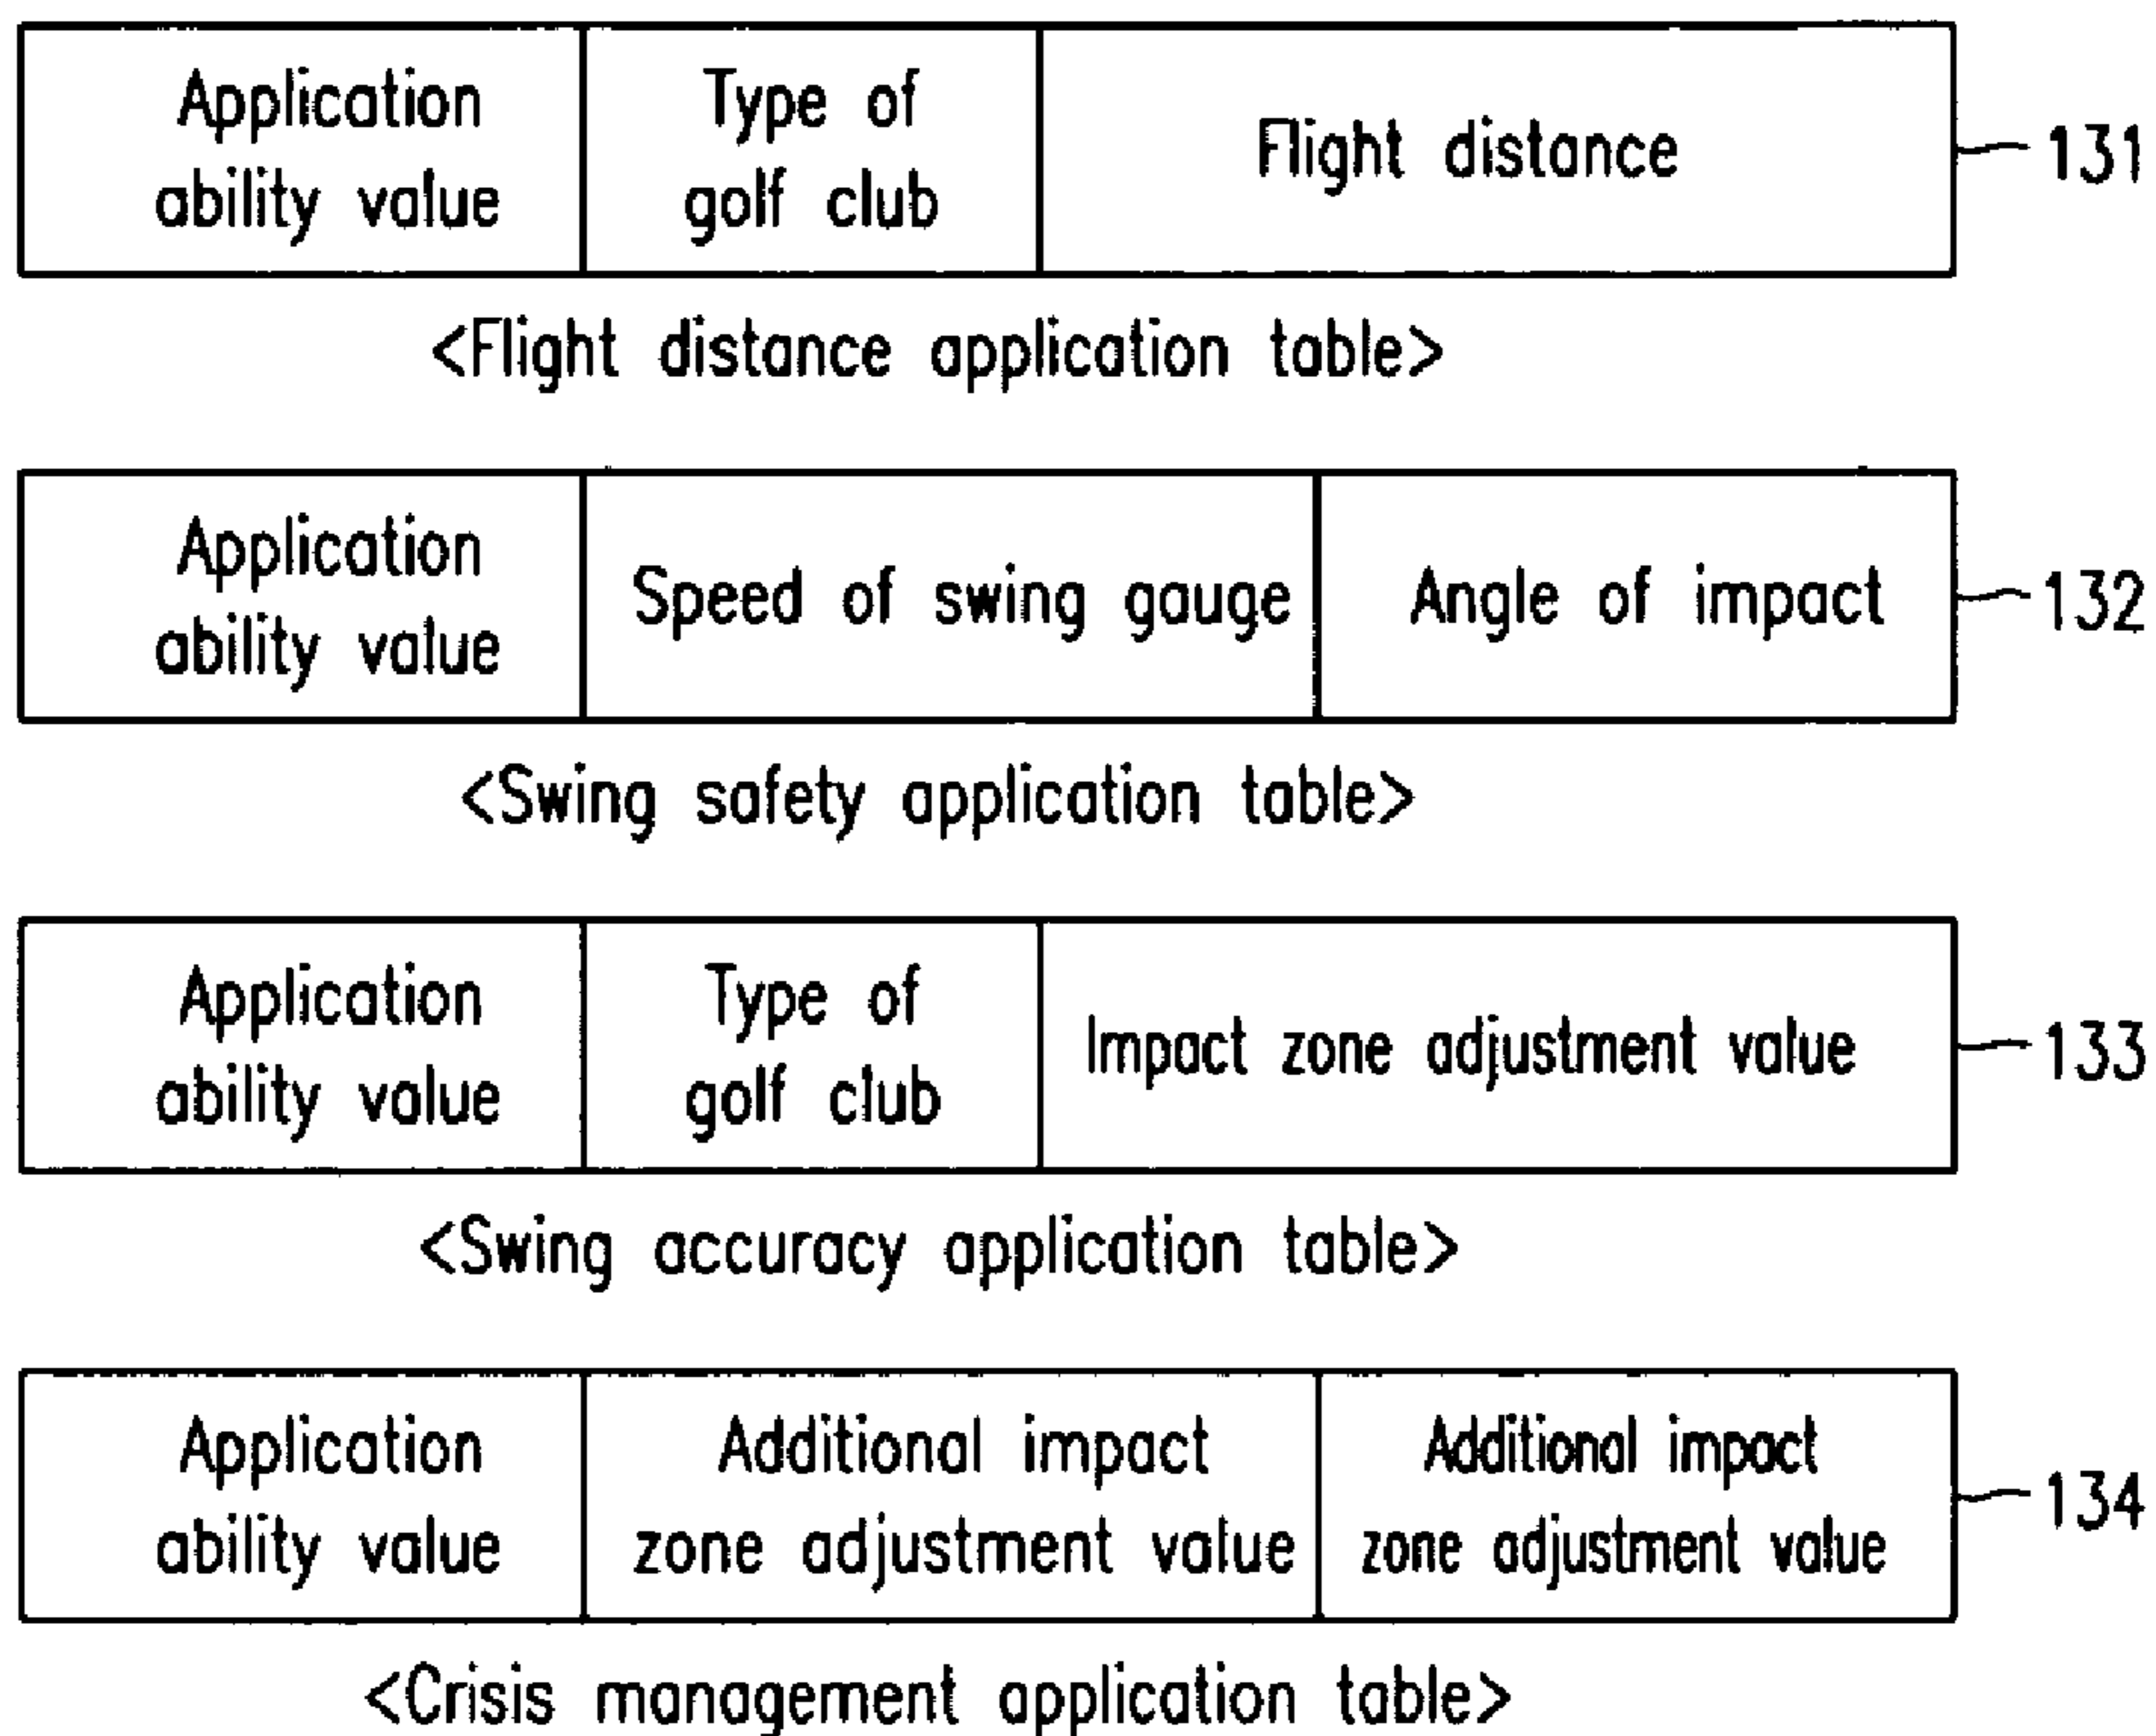 Application
ability value
Type of
golf club
Flight distance
131
<Flight distance application table>
Application
ability value
Speed of swing gauge
Angle of impact
132
<Swing safety application table>
Application
ability value
Type of
golf club
Impact zone adjustment value
133
<Swing accuracy application table>
Application
ability value
Additional impact
zone adjustment value
Additional impact
zone adjustment value
134
<Crisis management application table>